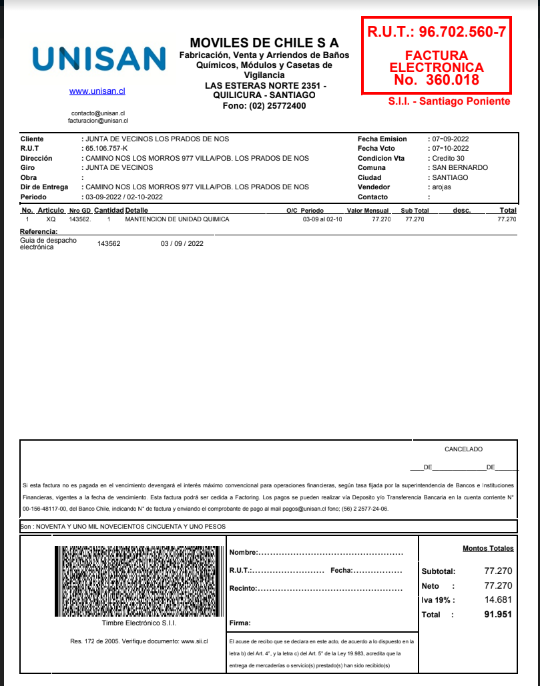 UNISAN
www.unisan.cl
contacto@unisan.cl
facturacion@unisan.cl
MOVILES DE CHILE S A
Fabricación, Venta y Arriendos de Baños
Químicos, Módulos y Casetas de
Vigilancia
LAS ESTERAS NORTE 2351 -
QUILICURA - SANTIAGO
Fono: (02) 25772400
R.U.T.: 96.702.560-7
FACTURA
ELECTRONICA
No. 360.018
S.I.I. - Santiago Poniente
Cliente : JUNTA DE VECINOS LOS PRADOS DE NOS Fecha Emision : 07-09-2022
R.U.T : 65.106.757-K Fecha Vcto : 07-10-2022
Dirección : CAMINO NOS LOS MORROS 977 VILLA/POB. LOS PRADOS DE NOS Condicion Vta : Credito 30
Giro : JUNTA DE VECINOS Comuna : SAN BERNARDO
Obra : Ciudad : SANTIAGO
Dir de Entrega : CAMINO NOS LOS MORROS 977 VILLA/POB. LOS PRADOS DE NOS Vendedor : arojas
Periodo : 03-09-2022 / 02-10-2022 Contacto :
No. Articulo Nro GD Cantidad Detalle O/C Periodo Valor Mensual Sub Total desc. Total
1 XQ 143562. 1 MANTENCION DE UNIDAD QUIMICA 03-09 al 02-10 77.270 77.270 77.270
Referencia:
Guia de despacho electrónica 143562 03 / 09 / 2022
CANCELADO
____DE______________DE_____
Si esta factura no es pagada en el vencimiento devengará el interés máximo convencional para operaciones financieras, según tasa fijada por la superintendencia de Bancos e Instituciones
Financieras, vigentes a la fecha de vencimiento. Esta factura podrá ser cedida a Factoring. Los pagos se pueden realizar vía Deposito y/o Transferencia Bancaria en la cuenta corriente N°
00-156-48117-00, del Banco Chile, indicando N° de factura y enviando el comprobante de pago al mail pagos@unisan.cl fono; (56) 2 2577-24-06.
Son : NOVENTA Y UNO MIL NOVECIENTOS CINCUENTA Y UNO PESOS
Timbre Electrónico S.I.I.
Res. 172 de 2005. Verifique documento: www.sii.cl
Nombre:................................................
R.U.T.:........................ Fecha:................
Recinto:................................................
Firma:
El acuse de recibo que se declara en este acto, de acuerdo a lo dispuesto en la
letra b) del Art. 4°, y la letra c) del Art. 5° de la Ley 19.983, acredita que la
entrega de mercaderías o servicio(s) prestado(s) han sido recibido(s)
Montos Totales
Subtotal: 77.270
Neto : 77.270
Iva 19% : 14.681
Total : 91.951